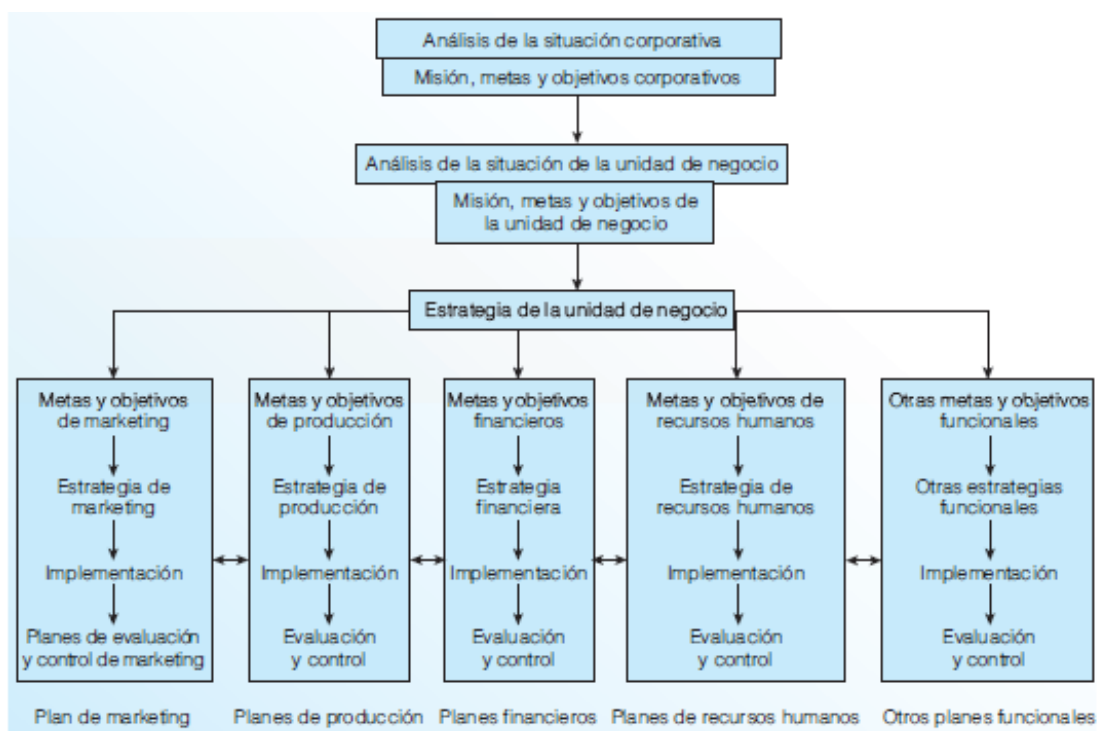 Análisis de la situación corporativa
Misión, metas y objetivos corporativos
Análisis de la situación de la unidad de negocio
Misión, metas y objetivos de
la unidad de negocio
Estrategia de la unidad de negocio
Metas y objetivos
de marketing
Estrategia de
marketing
Implementación
Planes de evaluación
y control de marketing
Plan de marketing
Metas y objetivos
de producción
Estrategia de
producción
Implementación
Evaluación
y control
Planes de producción
Metas y objetivos
financieros
Estrategia
financiera
Implementación
Evaluación
y control
Planes financieros
Metas y objetivos de
recursos humanos
Estrategia de
recursos humanos
Implementación
Evaluación
y control
Planes de recursos humanos
Otras metas y objetivos
funcionales
Otras estrategias
funcionales
Implementación
Evaluación
y control
Otros planes funcionales